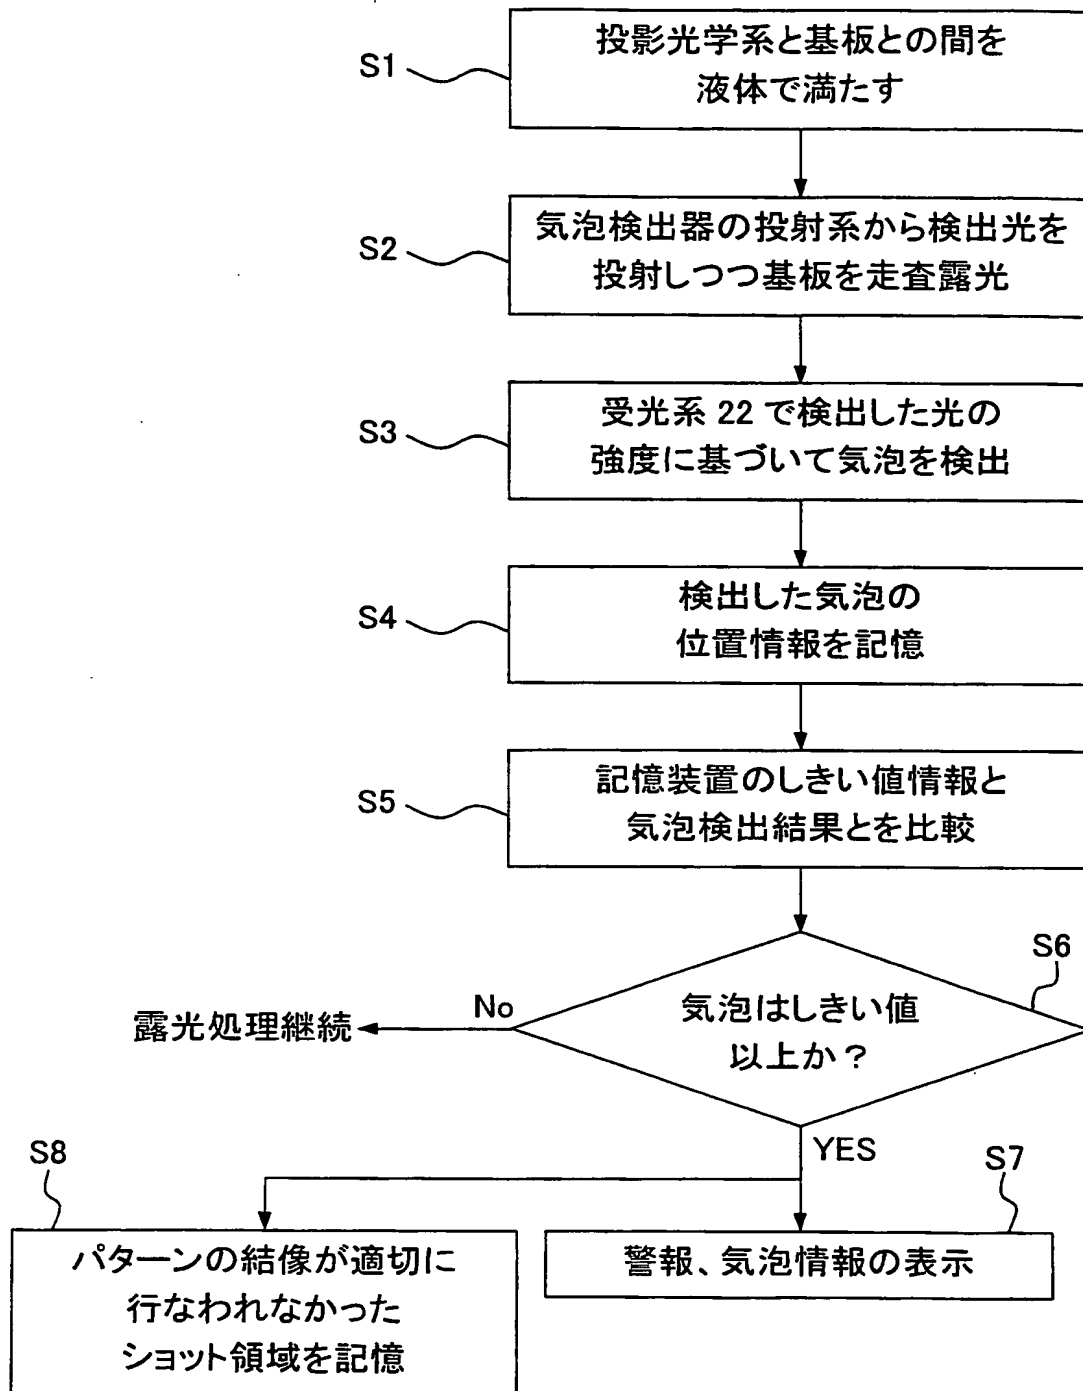 S1
投影光学系と基板との間を
液体で満たす
S2
気泡検出器の投射系から検出光を
投射しつつ基板を走査露光
S3
受光系 22 で検出した光の
強度に基づいて気泡を検出
S4
検出した気泡の
位置情報を記憶
S5
記憶装置のしきい値情報と
気泡検出結果とを比較
S6
気泡はしきい値
以上か？
No
露光処理継続
YES
S8
パターンの結像が適切に
行なわれなかった
ショット領域を記憶
S7
警報、気泡情報の表示